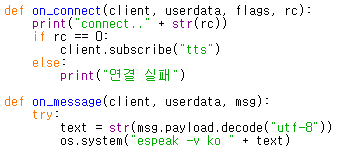 def on_connect(client, userdata, flags, rc):
    print("connect.." + str(rc))
    if rc == 0:
        client.subscribe("tts")
    else:
        print("연결 실패")

def on_message(client, userdata, msg):
    try:
        text = str(msg.payload.decode("utf-8"))
        os.system("espeak -v ko " + text)